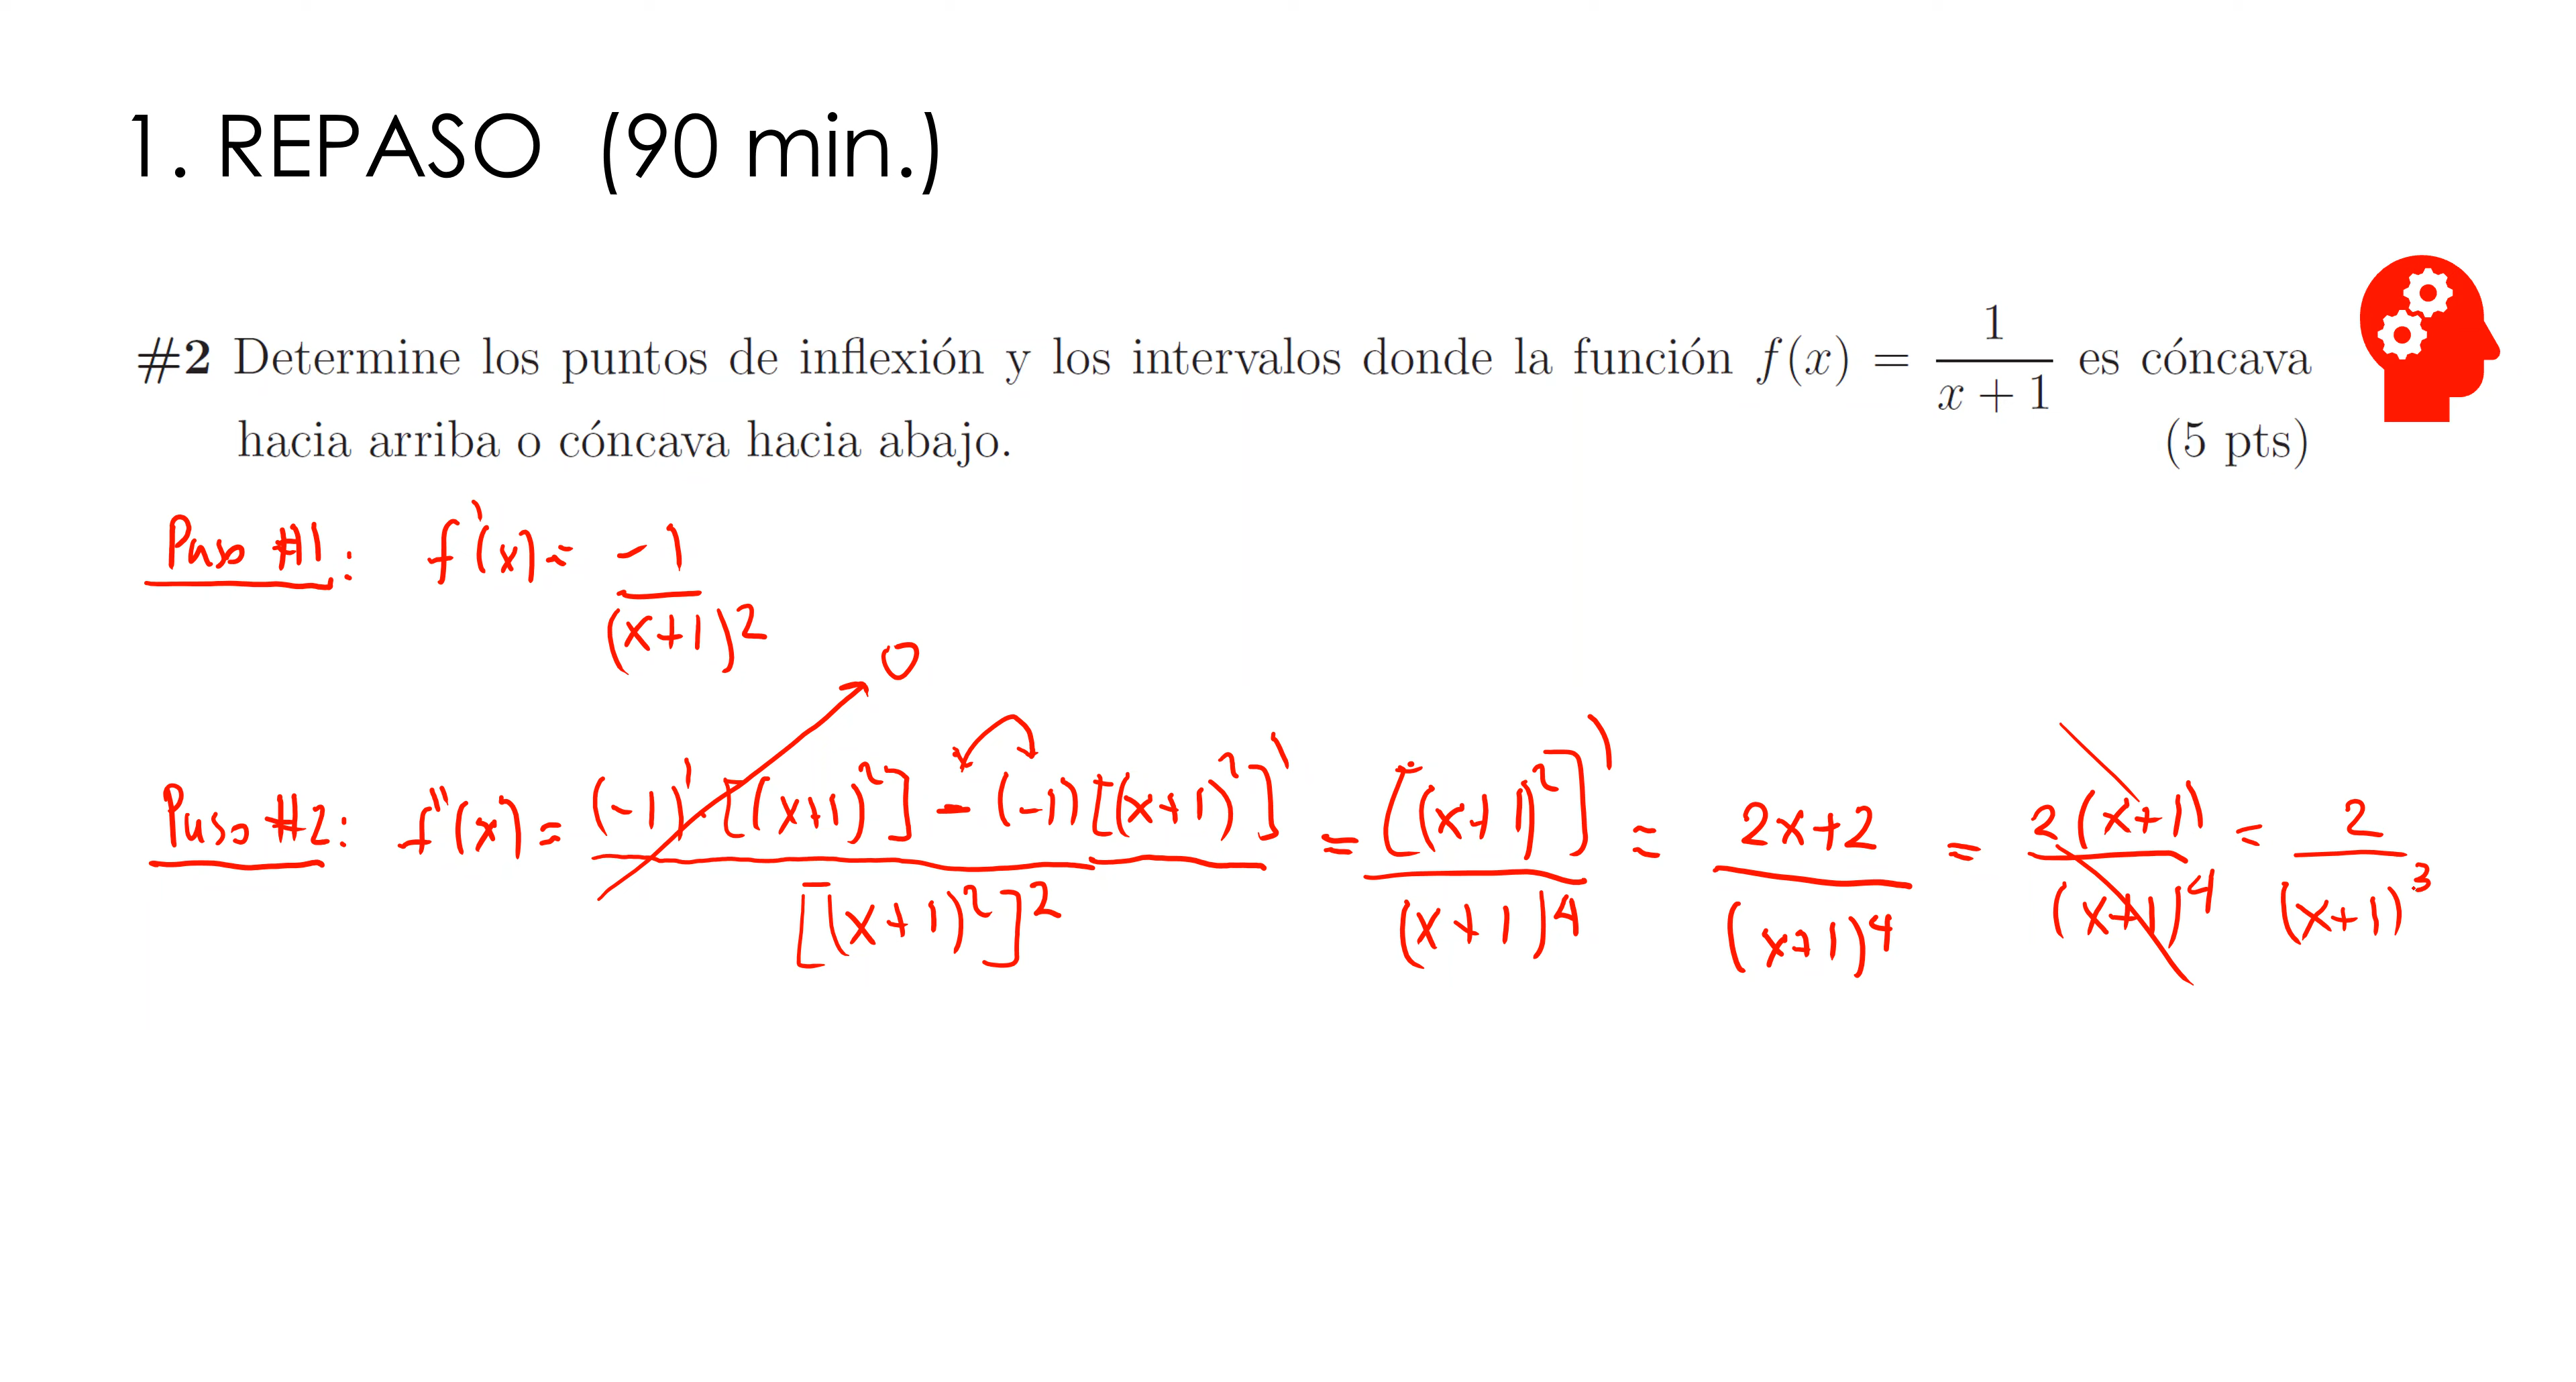 1. REPASO (90 min.)
#2 Determine los puntos de inflexión y los intervalos donde la función f(x) = 1/(x + 1) es cóncava
hacia arriba o cóncava hacia abajo. (5 pts)
Paso #1: f'(x) = -1/(x+1)²
0
Paso #2: f''(x) = ((-1)' · [(x+1)²] - (-1)[(x+1)²]')/[(x+1)²]² = [(x+1)²]'/(x+1)⁴ = (2x+2)/(x+1)⁴ = 2(x+1)/(x+1)⁴ = 2/(x+1)³